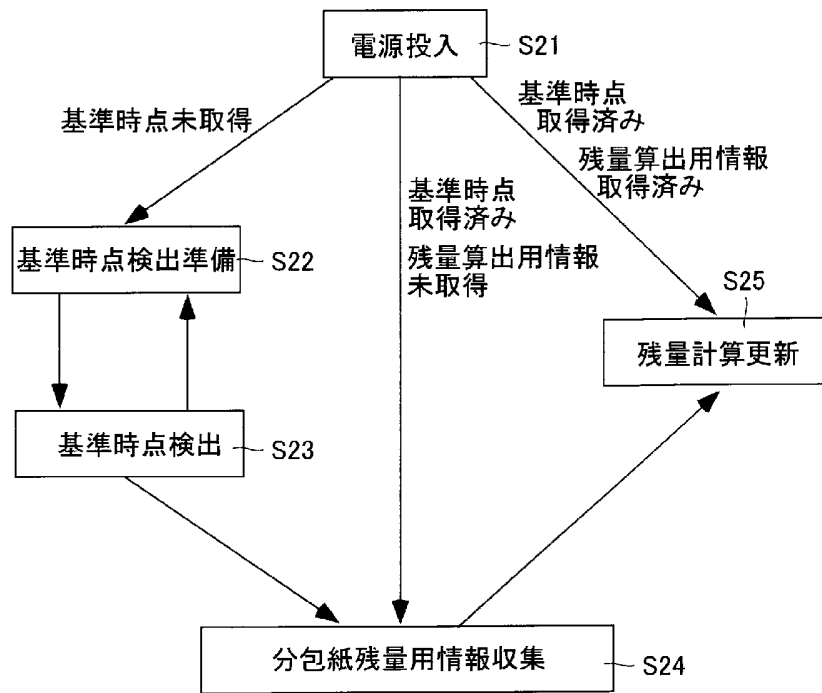 電源投入
S21
基準時点未取得
基準時点
取得済み
残量算出用情報
取得済み
基準時点
取得済み
残量算出用情報
未取得
基準時点検出準備
S22
S25
残量計算更新
基準時点検出
S23
分包紙残量用情報収集
S24